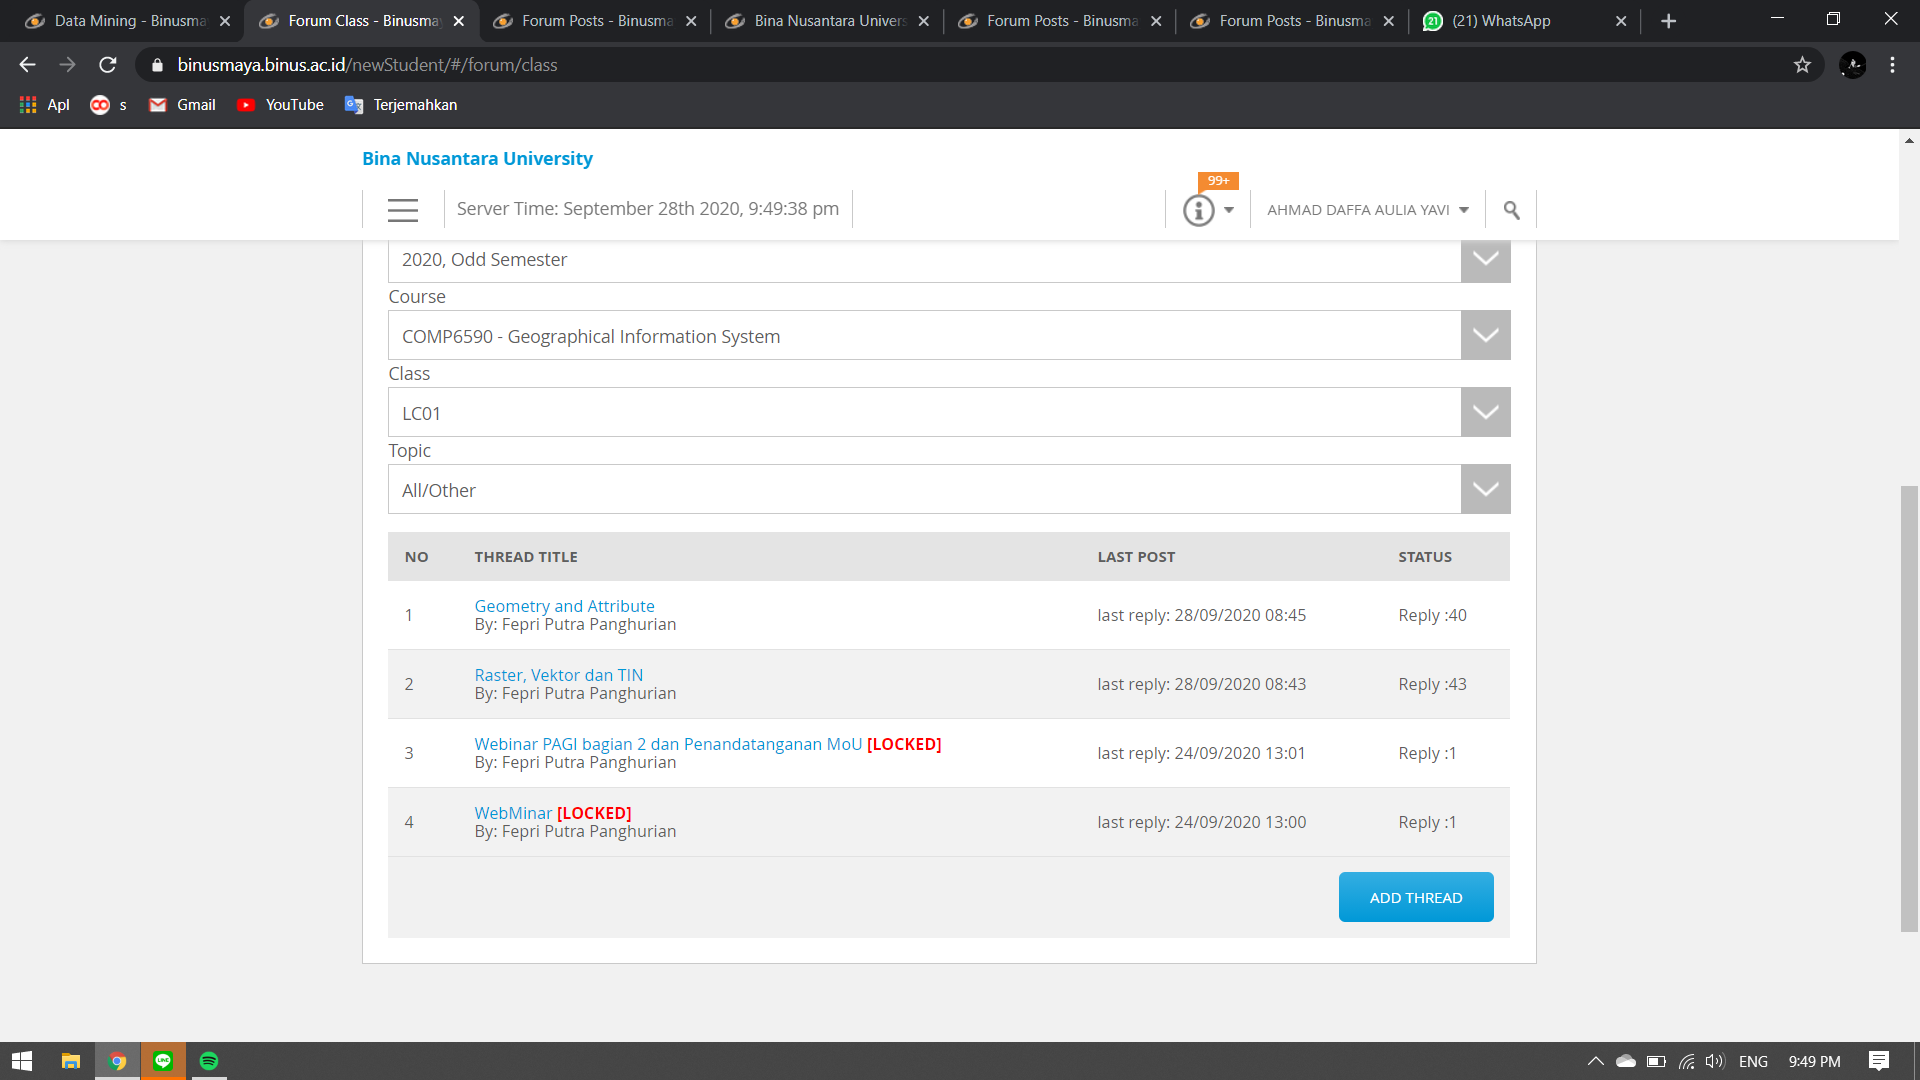 Data Mining - Binusma
Forum Class - Binusmay
Forum Posts - Binusma
Bina Nusantara Univers
Forum Posts - Binusma
Forum Posts - Binusma
21
(21) WhatsApp
binusmaya.binus.ac.id/newStudent/#/forum/class
Apl
s
Gmail
YouTube
Terjemahkan
Bina Nusantara University
Server Time: September 28th 2020, 9:49:38 pm
99+
AHMAD DAFFA AULIA YAVI
2020, Odd Semester
Course
COMP6590 - Geographical Information System
Class
LC01
Topic
All/Other
NO THREAD TITLE LAST POST STATUS
1 Geometry and Attribute last reply: 28/09/2020 08:45 Reply :40
By: Fepri Putra Panghurian
2 Raster, Vektor dan TIN last reply: 28/09/2020 08:43 Reply :43
By: Fepri Putra Panghurian
3 Webinar PAGI bagian 2 dan Penandatanganan MoU [LOCKED] last reply: 24/09/2020 13:01 Reply :1
By: Fepri Putra Panghurian
4 WebMinar [LOCKED] last reply: 24/09/2020 13:00 Reply :1
By: Fepri Putra Panghurian
ADD THREAD
LINE
ENG
9:49 PM